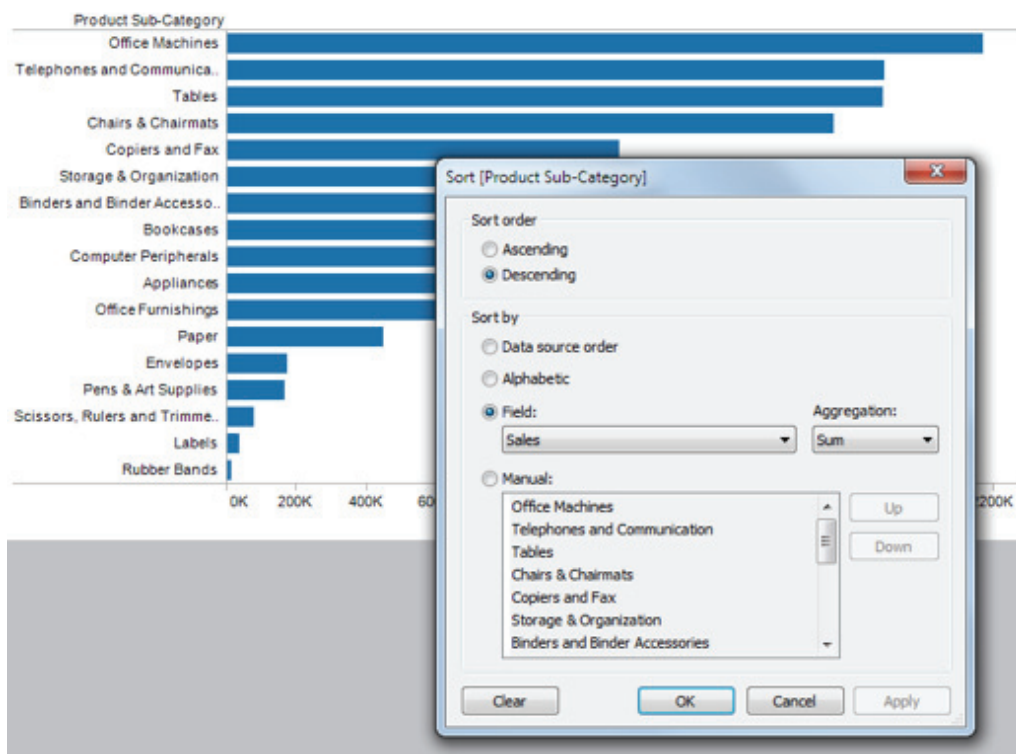 Product Sub-Category
Office Machines
Telephones and Communica..
Tables
Chairs & Chairmats
Copiers and Fax
Storage & Organization
Binders and Binder Accesso..
Bookcases
Computer Peripherals
Appliances
Office Furnishings
Paper
Envelopes
Pens & Art Supplies
Scissors, Rulers and Trimme..
Labels
Rubber Bands
0K 200K 400K 60 200K
Sort [Product Sub-Category]
Sort order
Ascending
Descending
Sort by
Data source order
Alphabetic
Field: Aggregation:
Sales Sum
Manual:
Office Machines Up
Telephones and Communication
Tables Down
Chairs & Chairmats
Copiers and Fax
Storage & Organization
Binders and Binder Accessories
Clear OK Cancel Apply